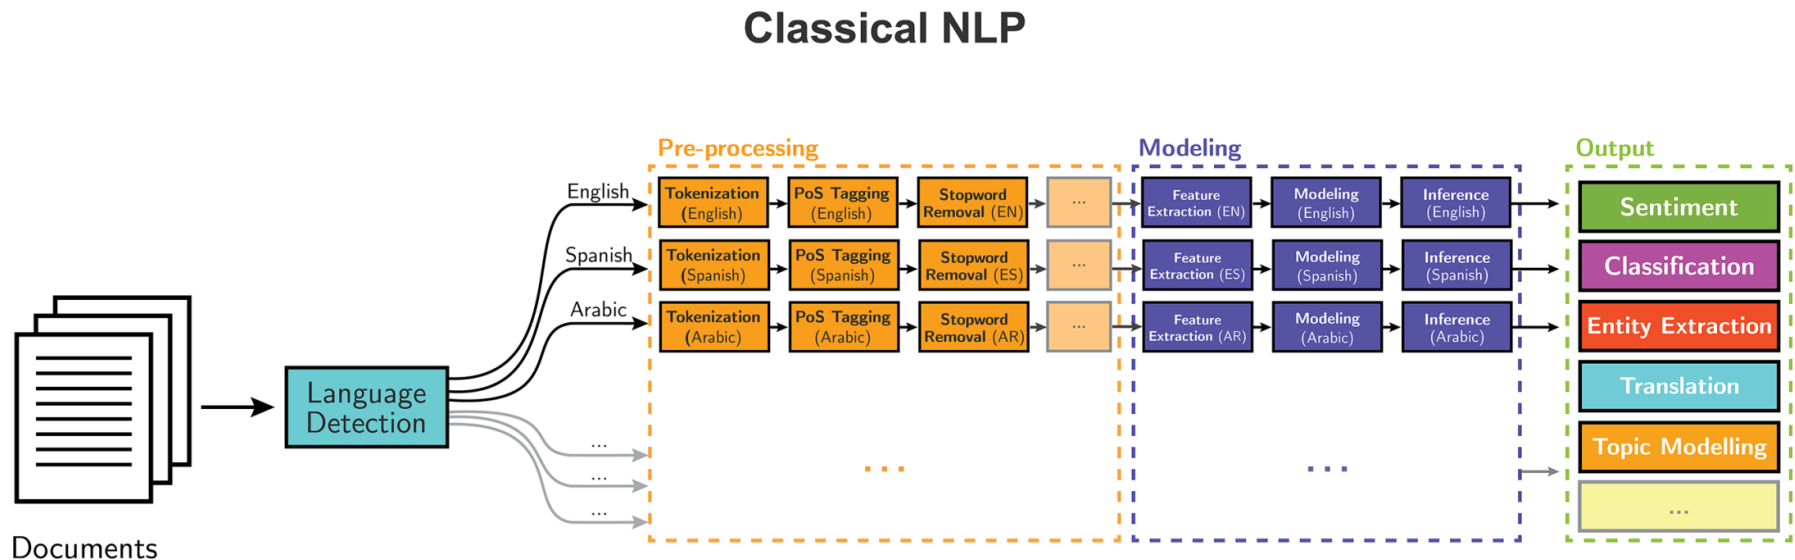 Classical NLP
Pre-processing
Modeling
Output
English
Tokenization
(English)
PoS Tagging
(English)
Stopword
Removal (EN)
...
Feature
Extraction (EN)
Modeling
(English)
Inference
(English)
Sentiment
Spanish
Tokenization
(Spanish)
PoS Tagging
(Spanish)
Stopword
Removal (ES)
...
Feature
Extraction (ES)
Modeling
(Spanish)
Inference
(Spanish)
Classification
Arabic
Tokenization
(Arabic)
PoS Tagging
(Arabic)
Stopword
Removal (AR)
...
Feature
Extraction (AR)
Modeling
(Arabic)
Inference
(Arabic)
Entity Extraction
Language
Detection
Translation
...
...
...
...
...
Topic Modelling
...
Documents